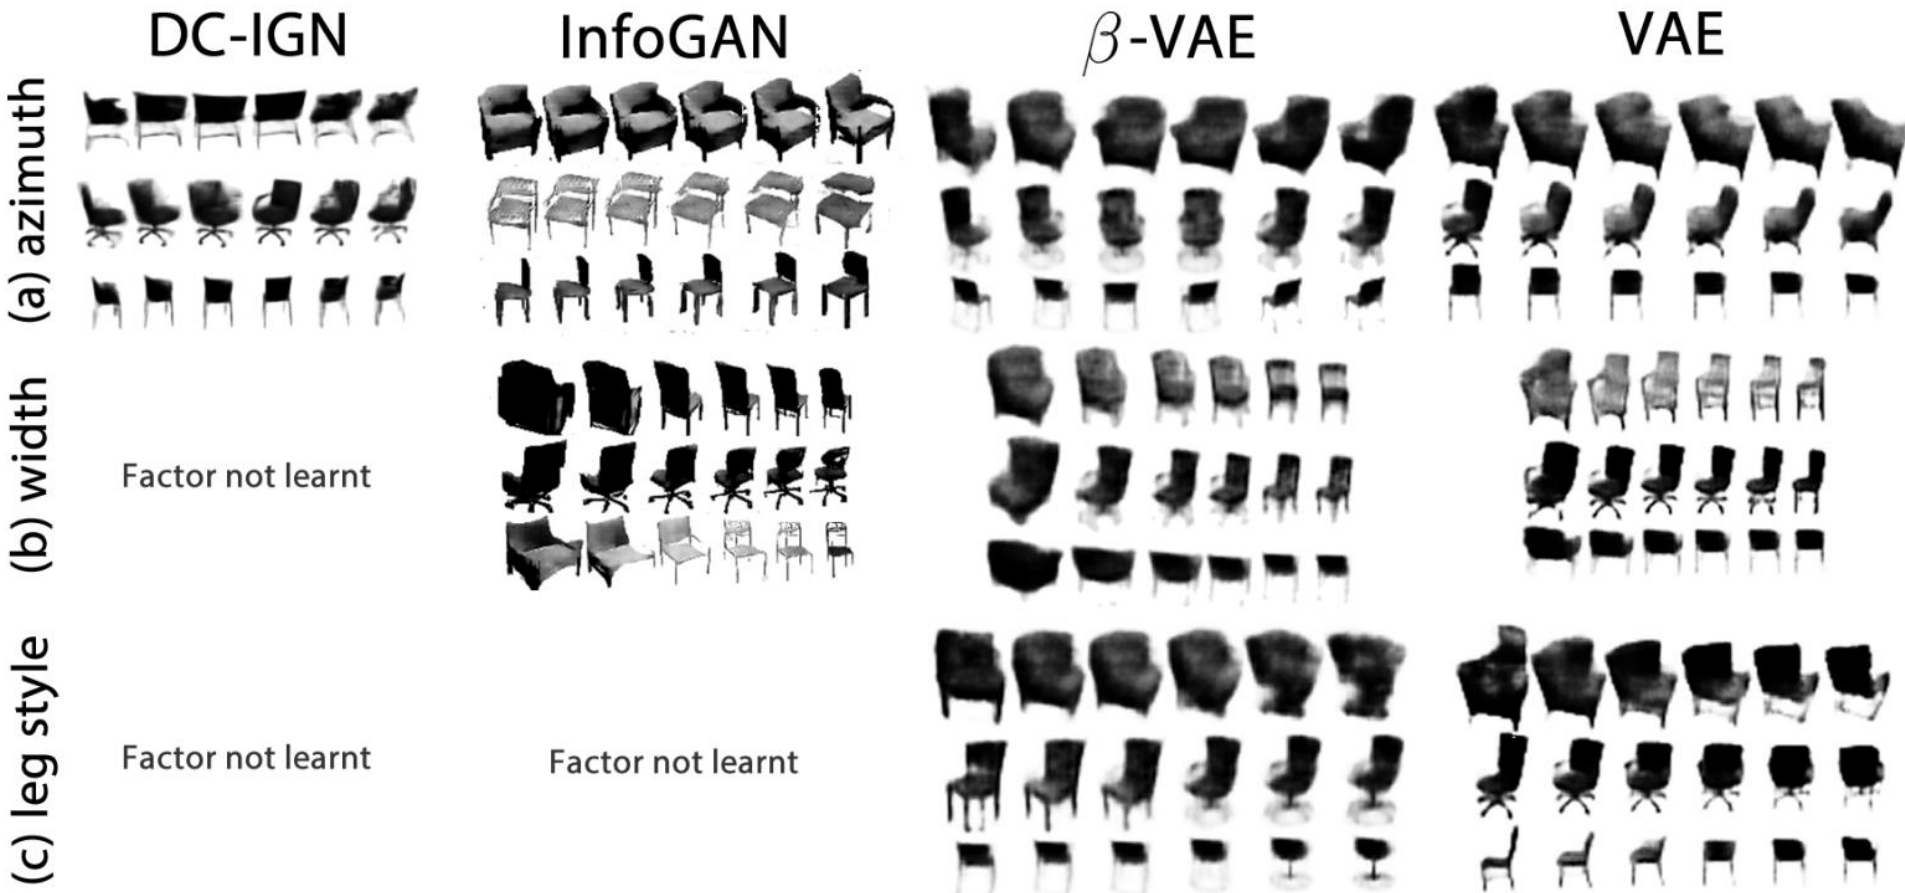 DC-IGN
InfoGAN
β-VAE
VAE
(a) azimuth
(b) width
Factor not learnt
(c) leg style
Factor not learnt
Factor not learnt